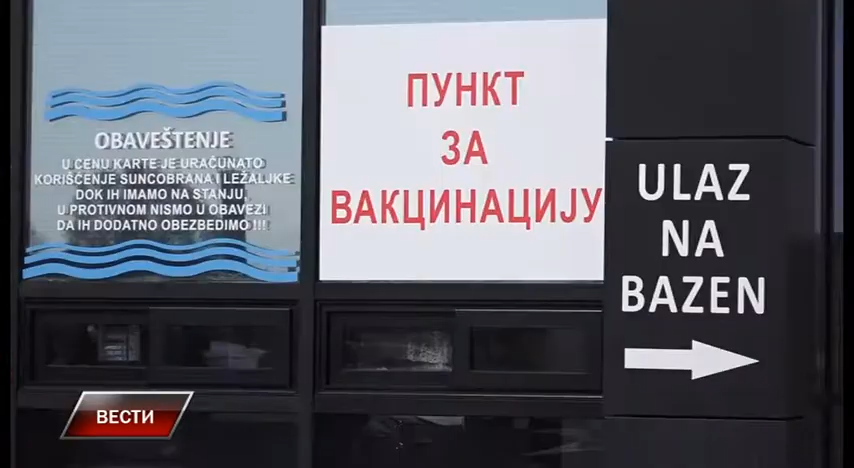 OBAVEŠTENJE
U CENU KARTE JE URAČUNATO
KORIŠĆENJE SUNCOBRANA I LEŽALJKE
DOK IH IMAMO NA STANJU,
U PROTIVNOM NISMO U OBAVEZI
DA IH DODATNO OBEZBEDIMO !!!
ПУНКТ
ЗА
ВАКЦИНАЦИЈУ
ULAZ
NA
BAZEN
ВЕСТИ